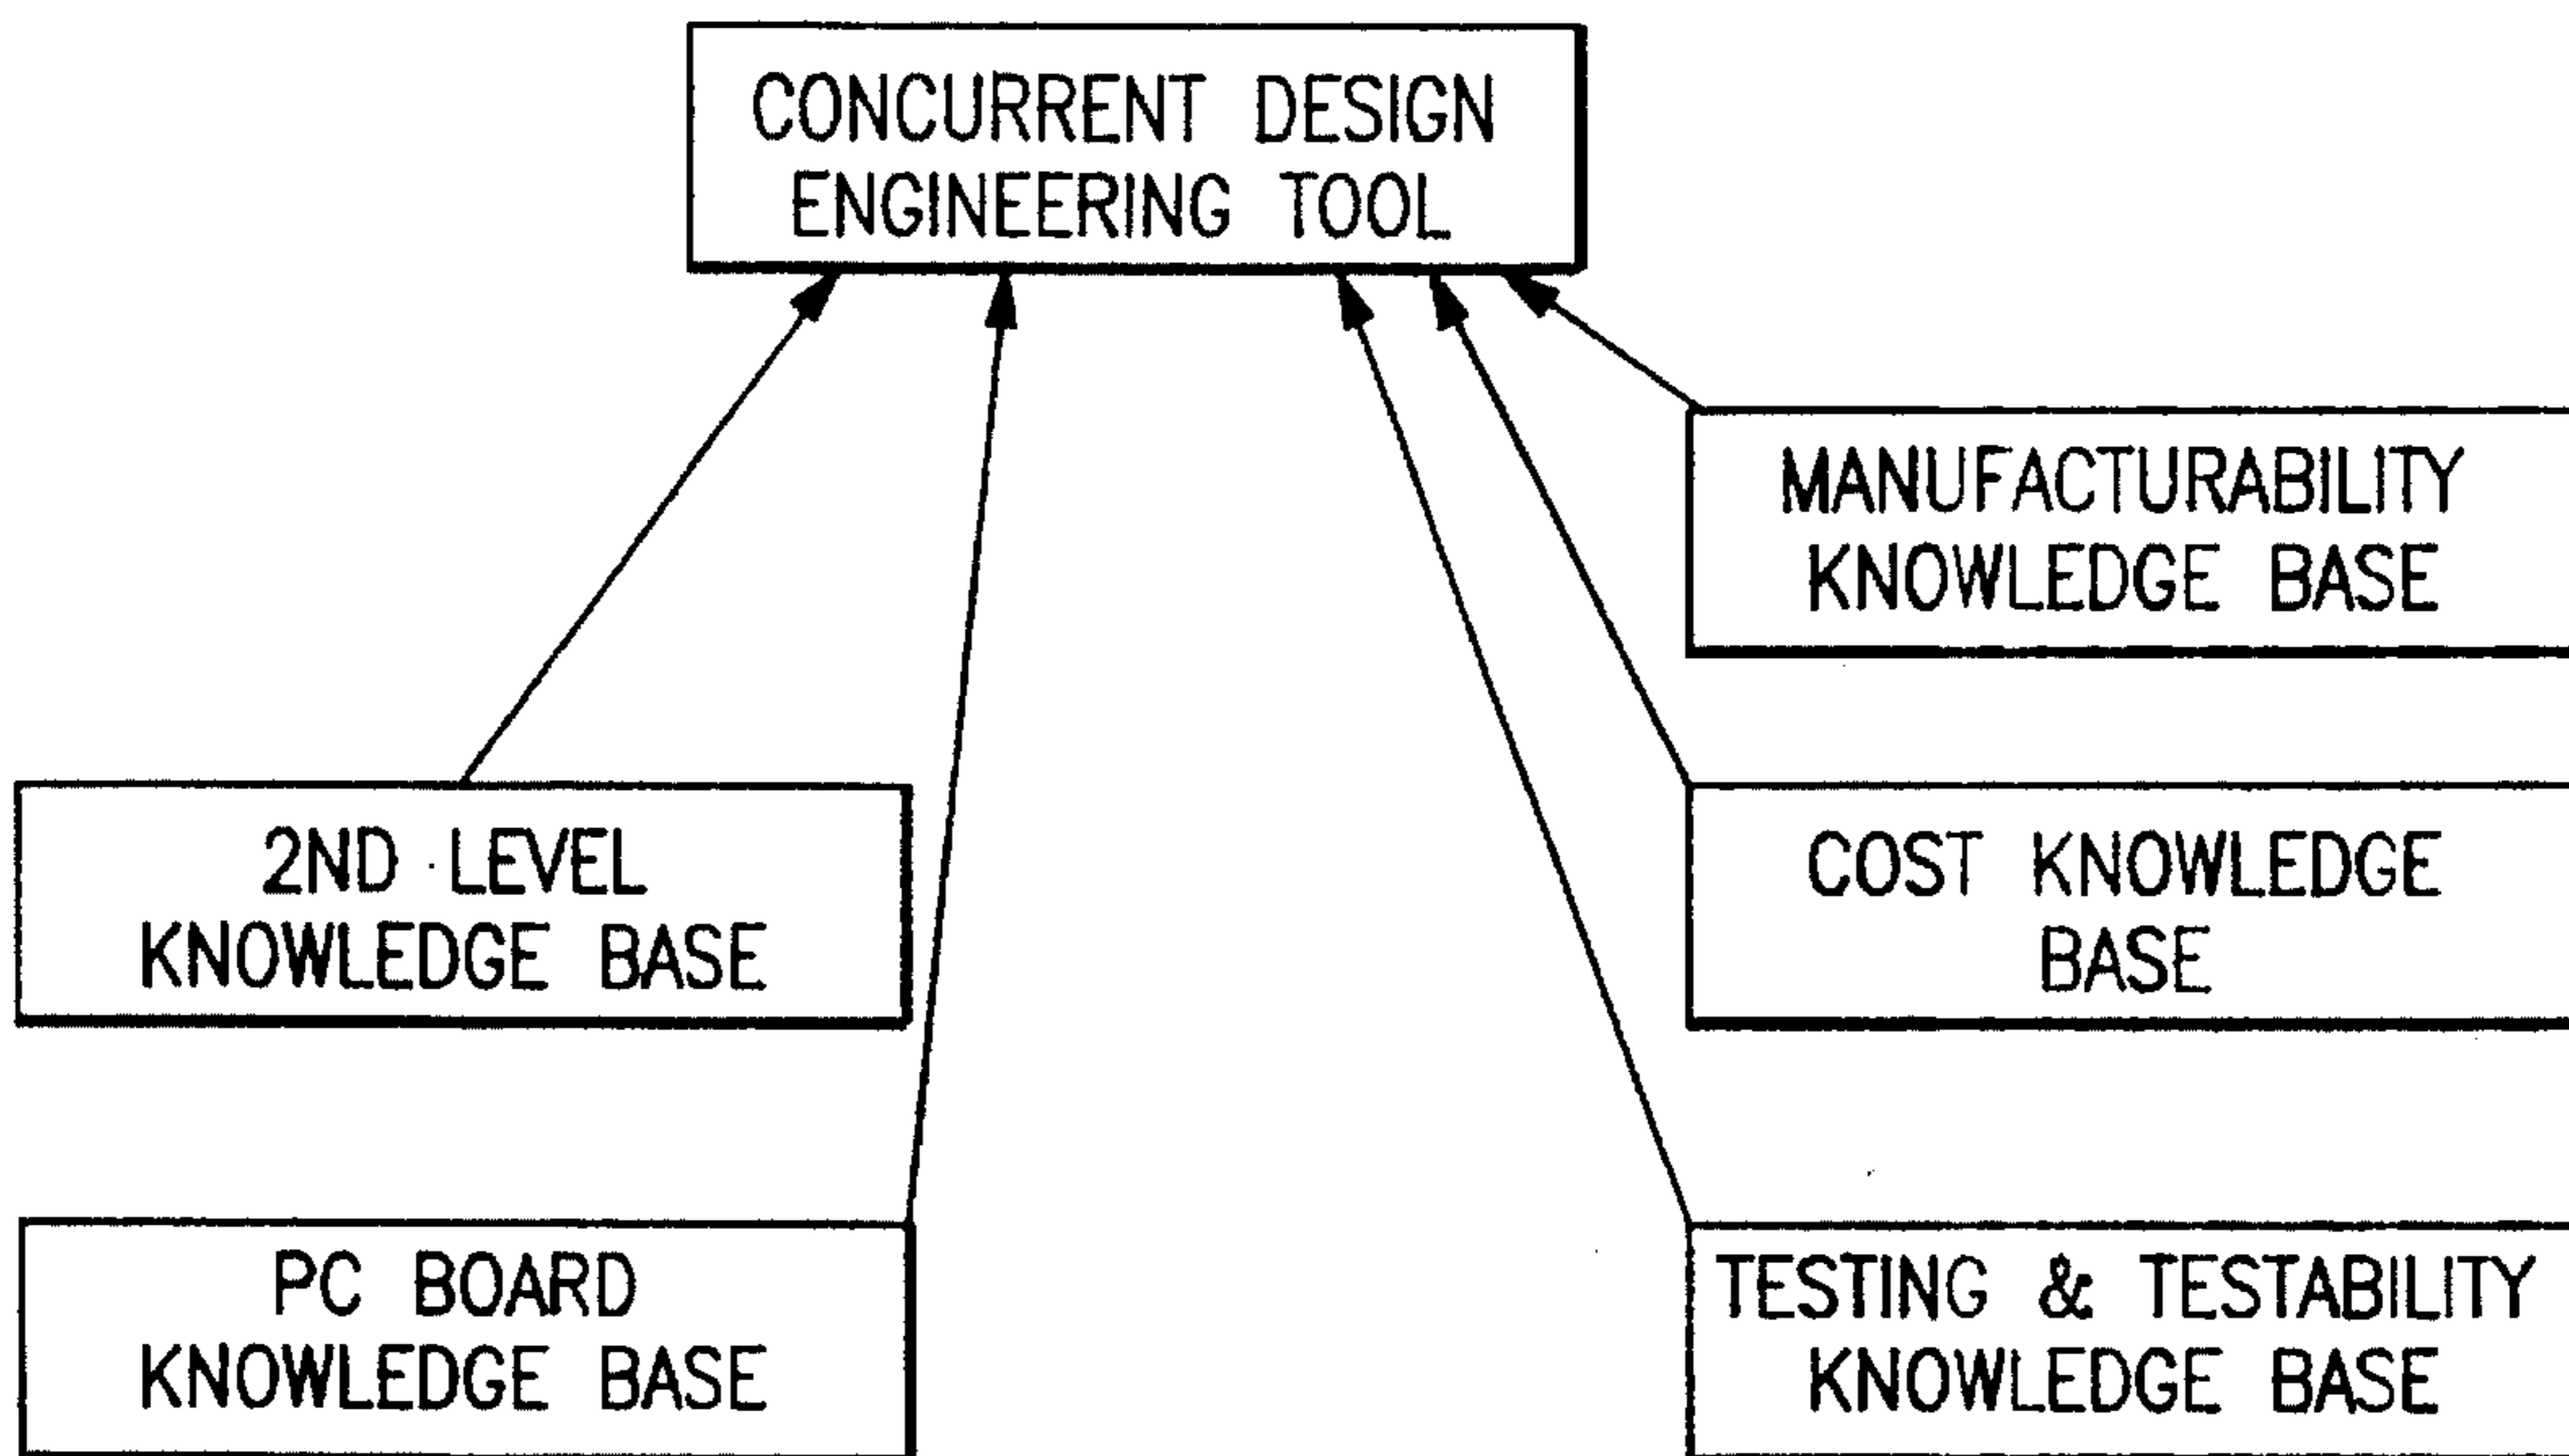 CONCURRENT DESIGN
ENGINEERING TOOL
MANUFACTURABILITY
KNOWLEDGE BASE
2ND LEVEL
KNOWLEDGE BASE
COST KNOWLEDGE
BASE
PC BOARD
KNOWLEDGE BASE
TESTING & TESTABILITY
KNOWLEDGE BASE